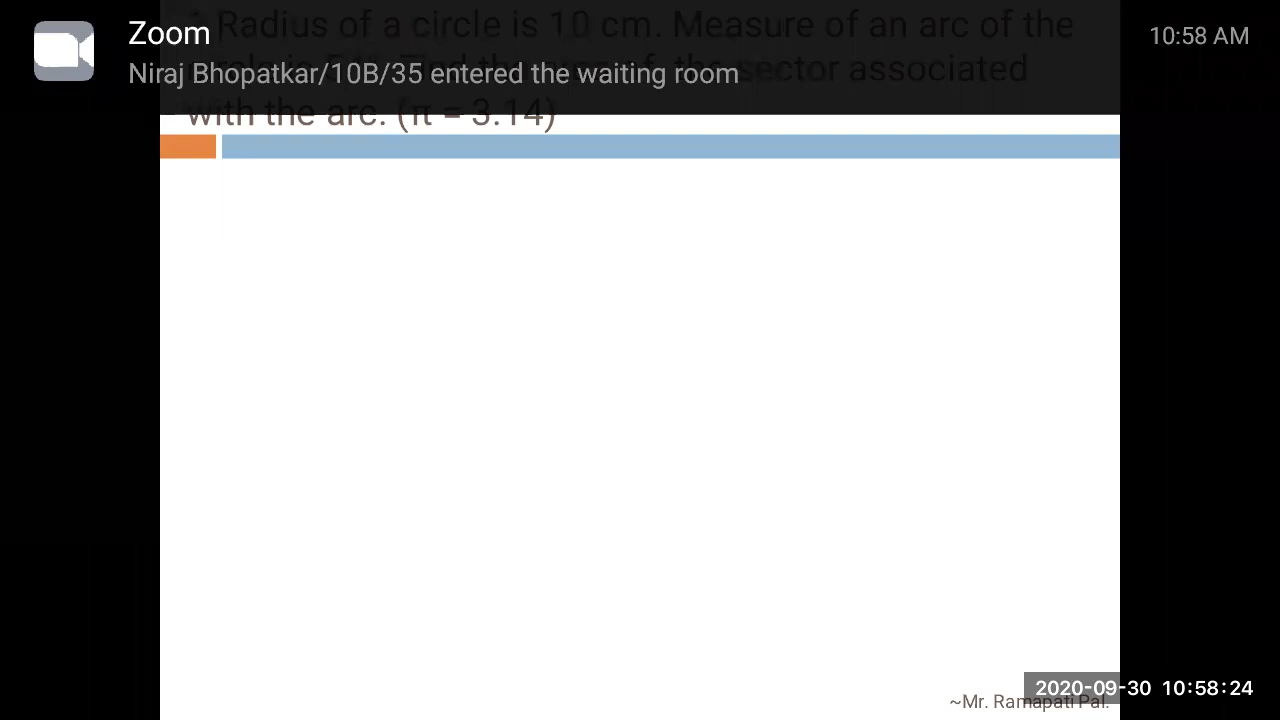 Zoom
Niraj Bhopatkar/10B/35 entered the waiting room
10:58 AM
Radius of a circle is 10 cm. Measure of an arc of the
the sector associated
with the arc. (π = 3.14)
2020-09-30 10:58:24
~Mr. Ramapati Pal.